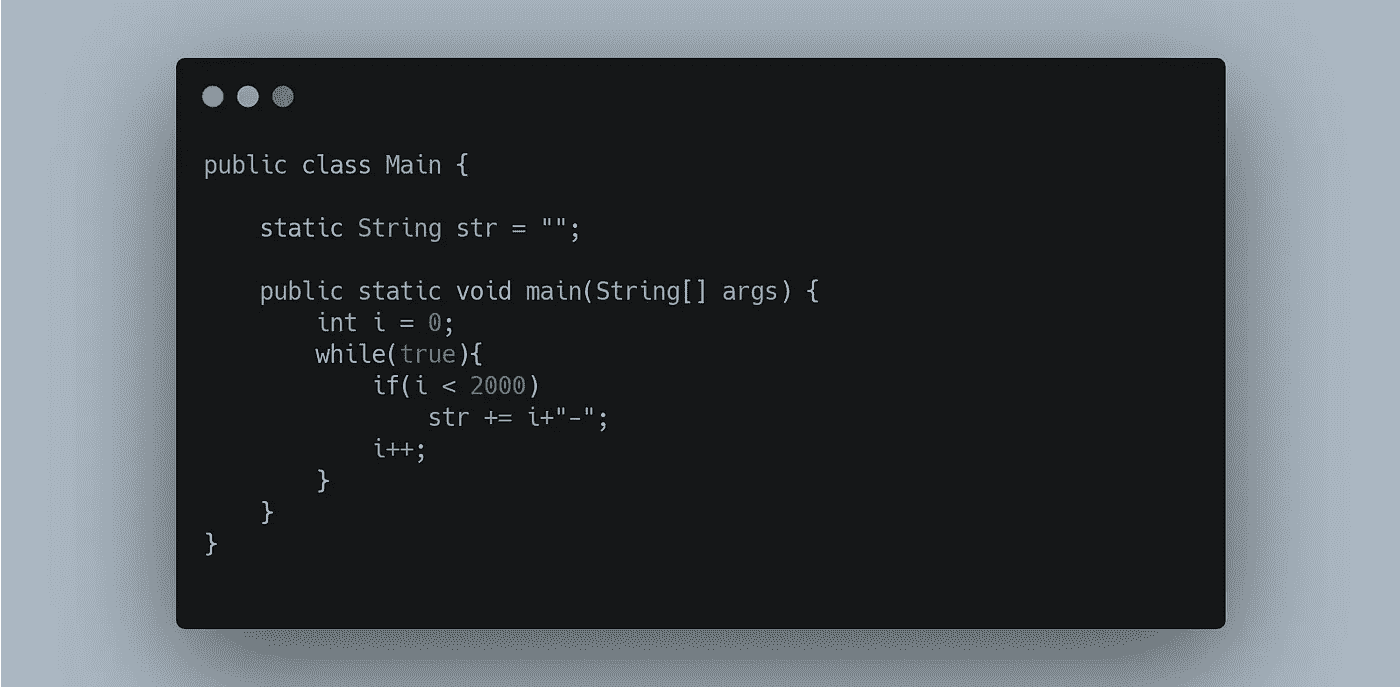 public class Main {
static String str = "";
public static void main(String[] args) {
int i = 0;
while(true){
if(i < 2000)
str += i+"-";
i++;
}
}
}